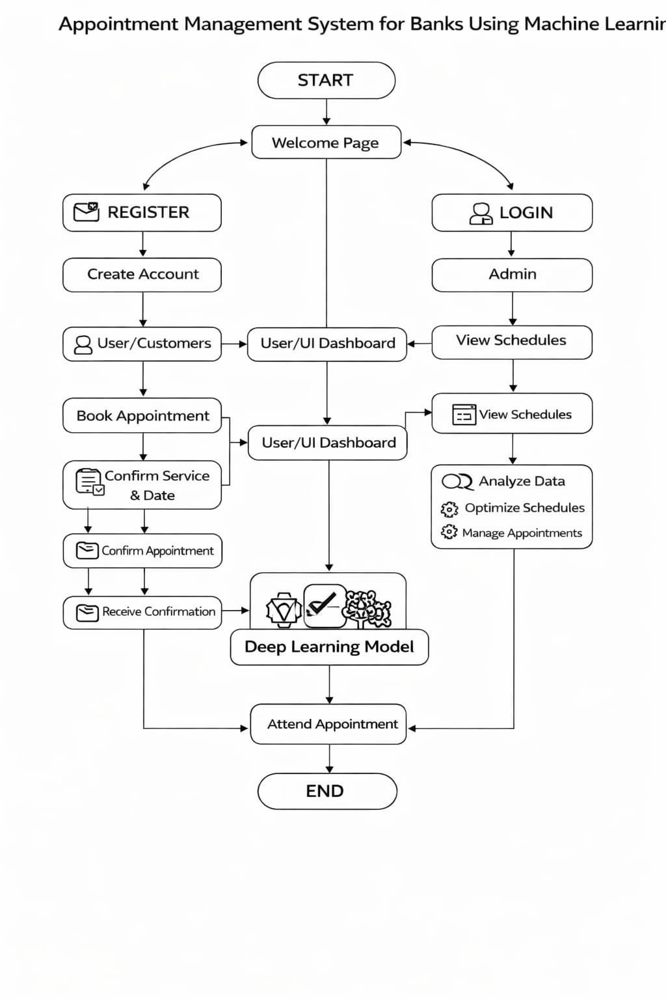 Appointment Management System for Banks Using Machine Learnin
START
Welcome Page
REGISTER
LOGIN
Create Account
Admin
User/Customers
User/UI Dashboard
View Schedules
Book Appointment
User/UI Dashboard
View Schedules
Confirm Service
& Date
Analyze Data
Optimize Schedules
Manage Appointments
Confirm Appointment
Receive Confirmation
Deep Learning Model
Attend Appointment
END